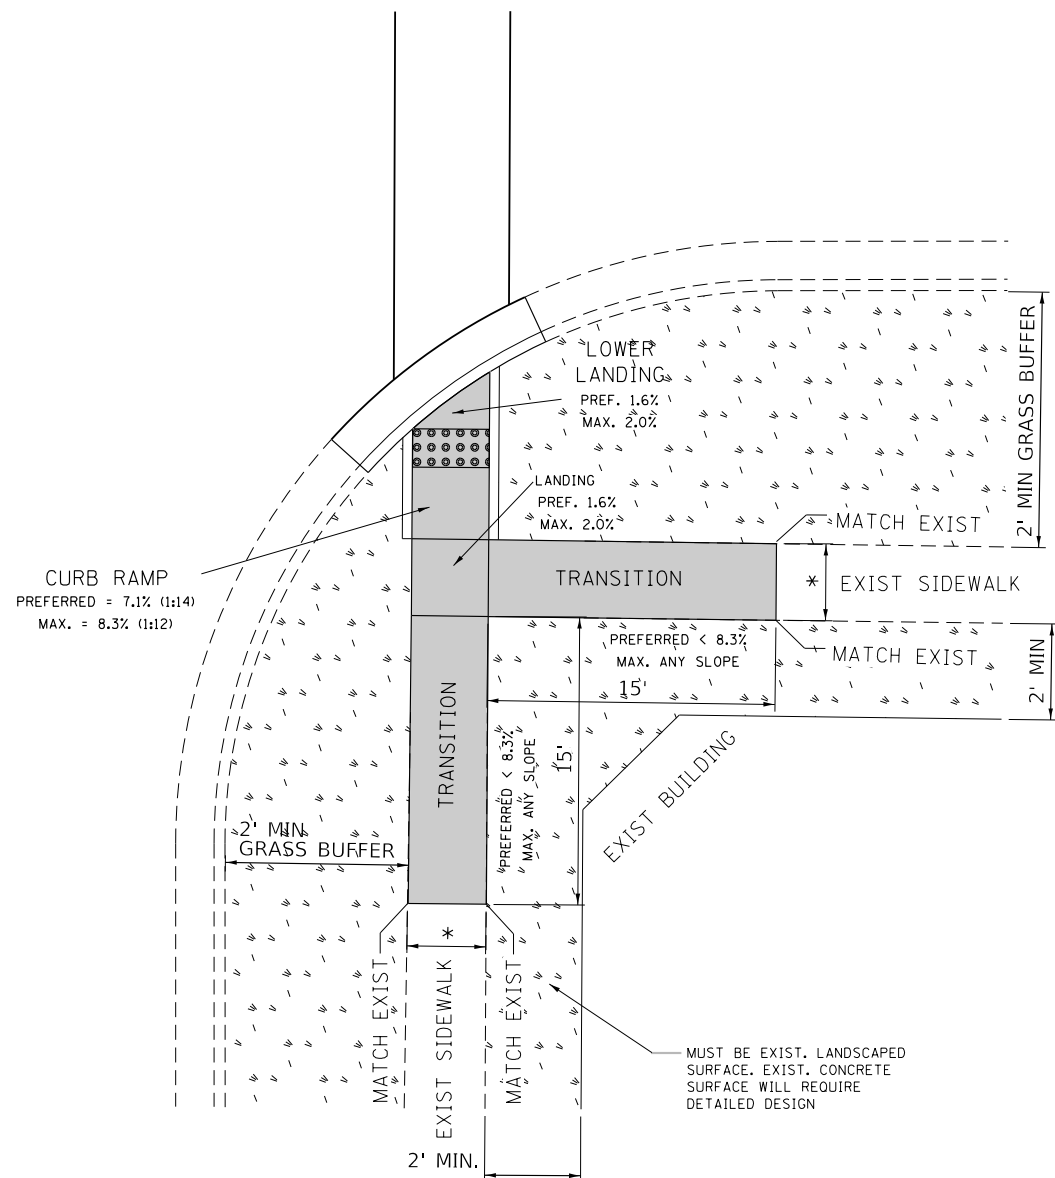 LOWER
LANDING
PREF. 1.6%
MAX. 2.0%
2' MIN GRASS BUFFER
LANDING
PREF. 1.6%
MAX. 2.0%
MATCH EXIST
CURB RAMP
PREFERRED = 7.1% (1:14)
MAX. = 8.3% (1:12)
TRANSITION
* EXIST SIDEWALK
PREFERRED < 8.3%
MAX. ANY SLOPE
MATCH EXIST
2' MIN
15'
TRANSITION
PREFERRED < 8.3%
MAX. ANY SLOPE
15'
EXIST BUILDING
2' MIN
GRASS BUFFER
*
MATCH EXIST
EXIST SIDEWALK
MATCH EXIST
MUST BE EXIST. LANDSCAPED
SURFACE. EXIST. CONCRETE
SURFACE WILL REQUIRE
DETAILED DESIGN
2' MIN.